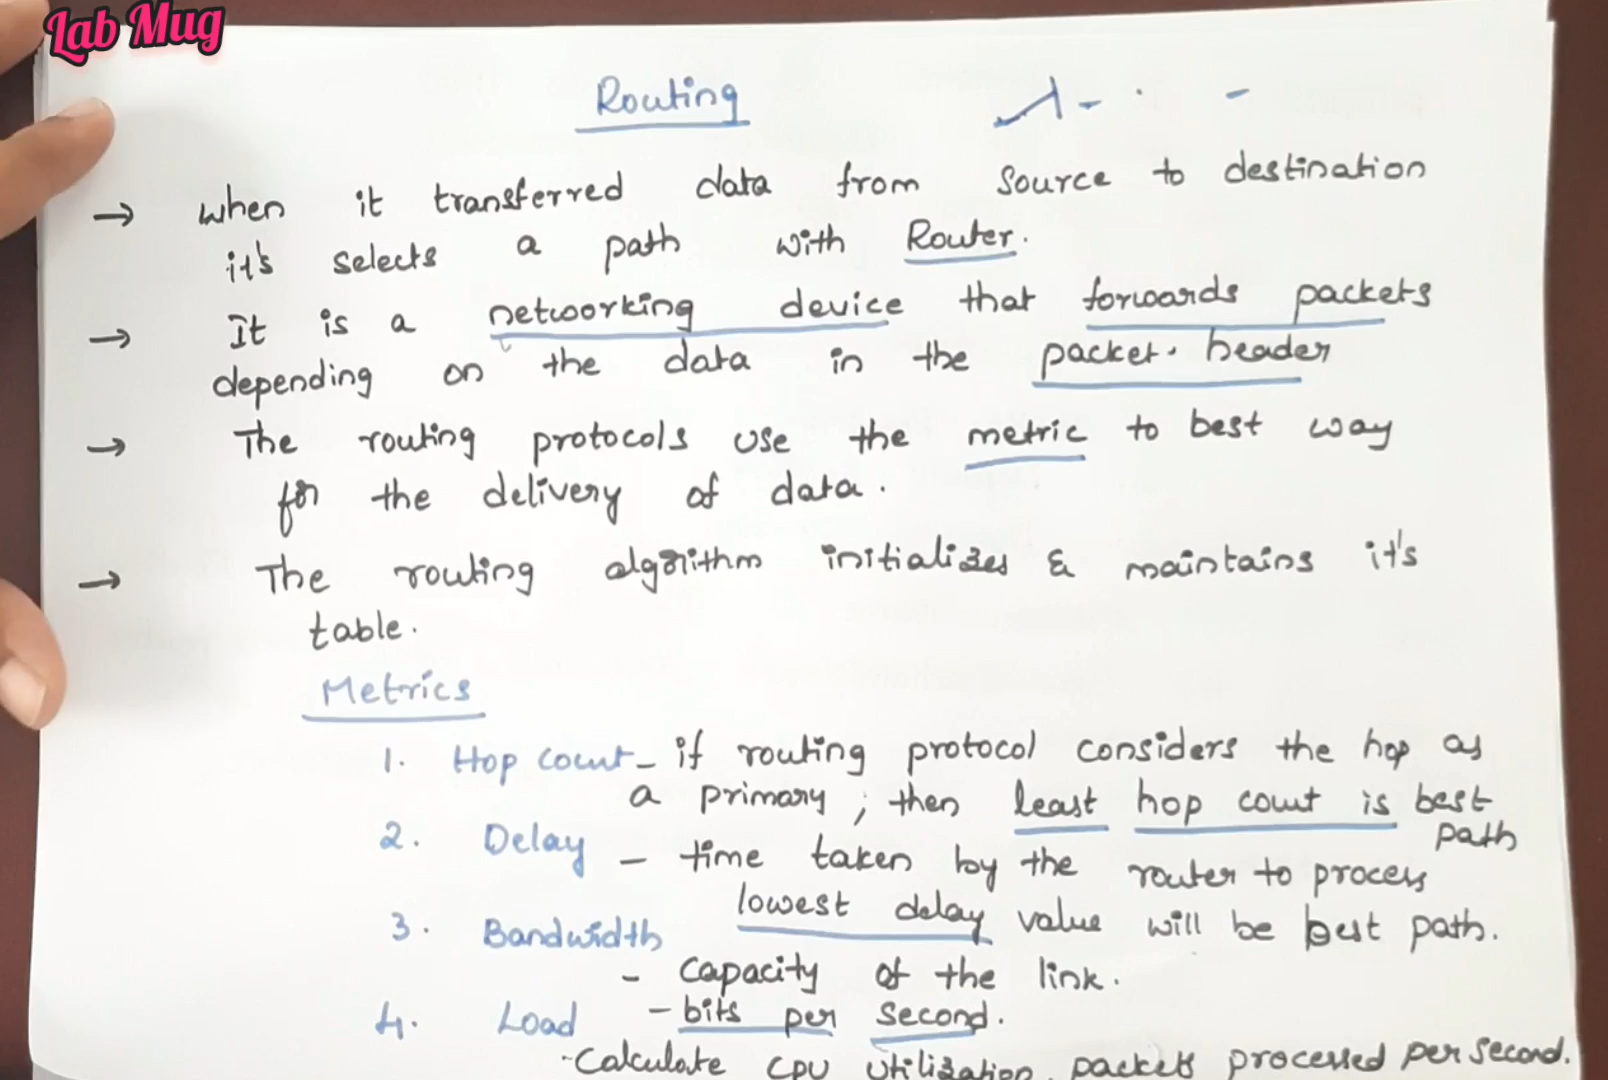 Lab Mug
Routing
→ when it transferred data from source to destination
it's selects a path with Router.
→ It is a networking device that forwards packets
depending on the data in the packet. header
→ The routing protocols use the metric to best way
for the delivery of data.
→ The routing algorithm initializes & maintains it's
table.
Metrics
1. Hop count – if routing protocol considers the hop as
a primary, then least hop count is best
path
2. Delay – time taken by the router to process
lowest delay value will be best path.
3. Bandwidth
- capacity of the link.
- bits per second.
4. Load
- Calculate CPU utilization, packets processed per second.